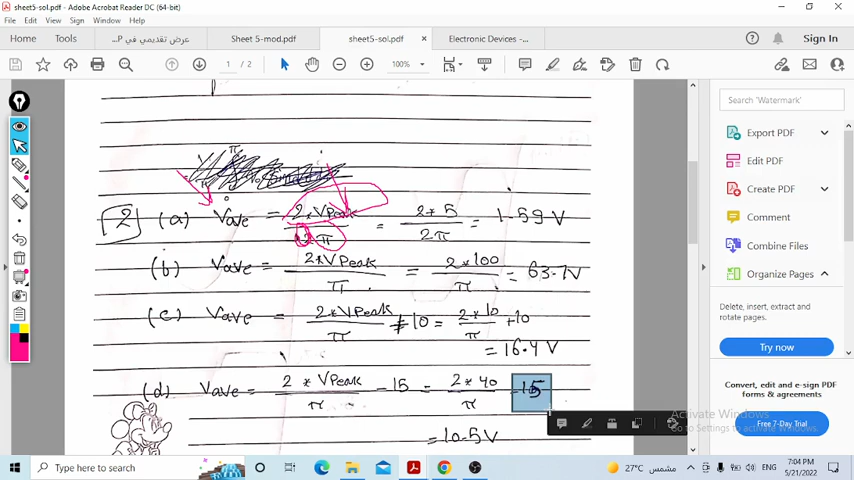 sheet5-sol.pdf - Adobe Acrobat Reader DC (64-bit)
File Edit View Sign Window Help
Home Tools عرض تقديمي في P... Sheet 5-mod.pdf sheet5-sol.pdf × Electronic Devices -... Sign In
1 / 2 100%
2 (a) Vave = 2*VPeak / 2π = 2*5 / 2π = 1.59 V
(b) Vave = 2*VPeak / π = 2*100 / π = 63.7V
(c) Vave = 2*VPeak / π + 10 = 2*10 / π + 10
= 16.4 V
(d) Vave = 2*VPeak / π - 15 = 2*40 / π - 15
= 10.5V
Search 'Watermark'
Export PDF
Edit PDF
Create PDF
Comment
Combine Files
Organize Pages
Delete, insert, extract and
rotate pages.
Try now
Convert, edit and e-sign PDF
forms & agreements
Free 7-Day Trial
Activate Windows
Go to Settings to activate Windows.
Type here to search
27°C مشمس ENG 7:04 PM
5/21/2022